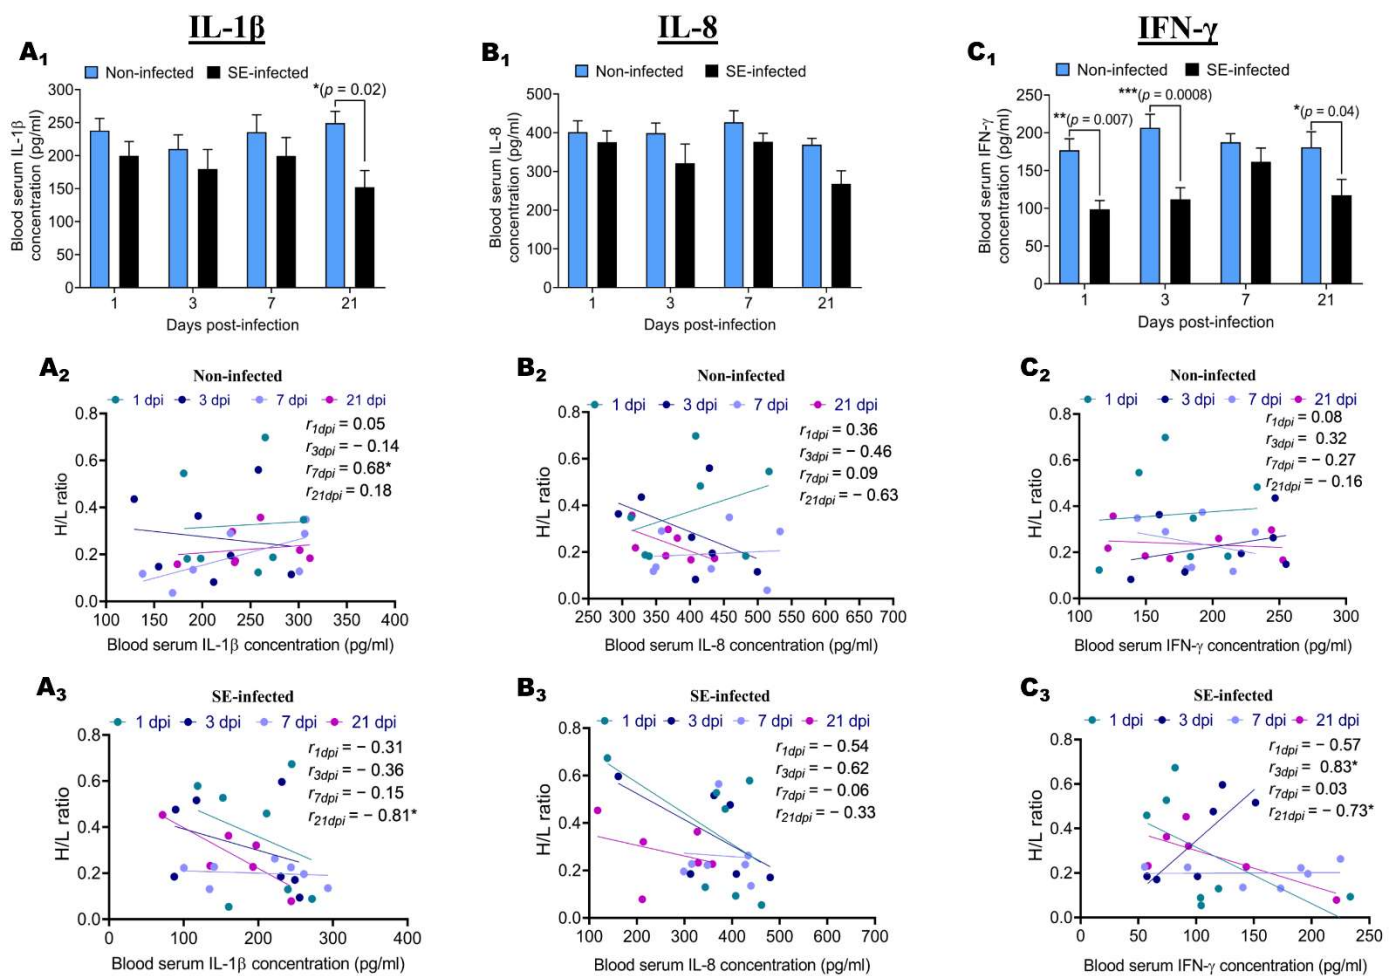 IL-1β
IL-8
IFN-γ
A1
Non-infected
SE-infected
*(p = 0.02)
300
250
200
150
100
50
0
Blood serum IL-1β
concentration (pg/ml)
1
3
7
21
Days post-infection
B1
Non-infected
SE-infected
500
400
300
200
100
0
Blood serum IL-8
concentration (pg/ml)
1
3
7
21
Days post-infection
C1
Non-infected
SE-infected
**(p = 0.007)
***(p = 0.0008)
*(p = 0.04)
250
200
150
100
50
0
Blood serum IFN-γ
concentration (pg/ml)
1
3
7
21
Days post-infection
A2
Non-infected
1 dpi 3 dpi 7 dpi 21 dpi
r1dpi = 0.05
r3dpi = − 0.14
r7dpi = 0.68*
r21dpi = 0.18
0.8
0.6
0.4
0.2
0.0
H/L ratio
100 150 200 250 300 350 400
Blood serum IL-1β concentration (pg/ml)
B2
Non-infected
1 dpi 3 dpi 7 dpi 21 dpi
r1dpi = 0.36
r3dpi = − 0.46
r7dpi = 0.09
r21dpi = − 0.63
0.8
0.6
0.4
0.2
0.0
H/L ratio
250 300 350 400 450 500 550 600 650 700
Blood serum IL-8 concentration (pg/ml)
C2
Non-infected
1 dpi 3 dpi 7 dpi 21 dpi
r1dpi = 0.08
r3dpi = 0.32
r7dpi = − 0.27
r21dpi = − 0.16
0.8
0.6
0.4
0.2
0.0
H/L ratio
100 150 200 250 300
Blood serum IFN-γ concentration (pg/ml)
A3
SE-infected
1 dpi 3 dpi 7 dpi 21 dpi
r1dpi = − 0.31
r3dpi = − 0.36
r7dpi = − 0.15
r21dpi = − 0.81*
0.8
0.6
0.4
0.2
0.0
H/L ratio
0 100 200 300 400
Blood serum IL-1β concentration (pg/ml)
B3
SE-infected
1 dpi 3 dpi 7 dpi 21 dpi
r1dpi = − 0.54
r3dpi = − 0.62
r7dpi = − 0.06
r21dpi = − 0.33
0.8
0.6
0.4
0.2
0.0
H/L ratio
100 200 300 400 500 600 700
Blood serum IL-8 concentration (pg/ml)
C3
SE-infected
1 dpi 3 dpi 7 dpi 21 dpi
r1dpi = − 0.57
r3dpi = 0.83*
r7dpi = 0.03
r21dpi = − 0.73*
0.8
0.6
0.4
0.2
0.0
H/L ratio
0 50 100 150 200 250
Blood serum IFN-γ concentration (pg/ml)